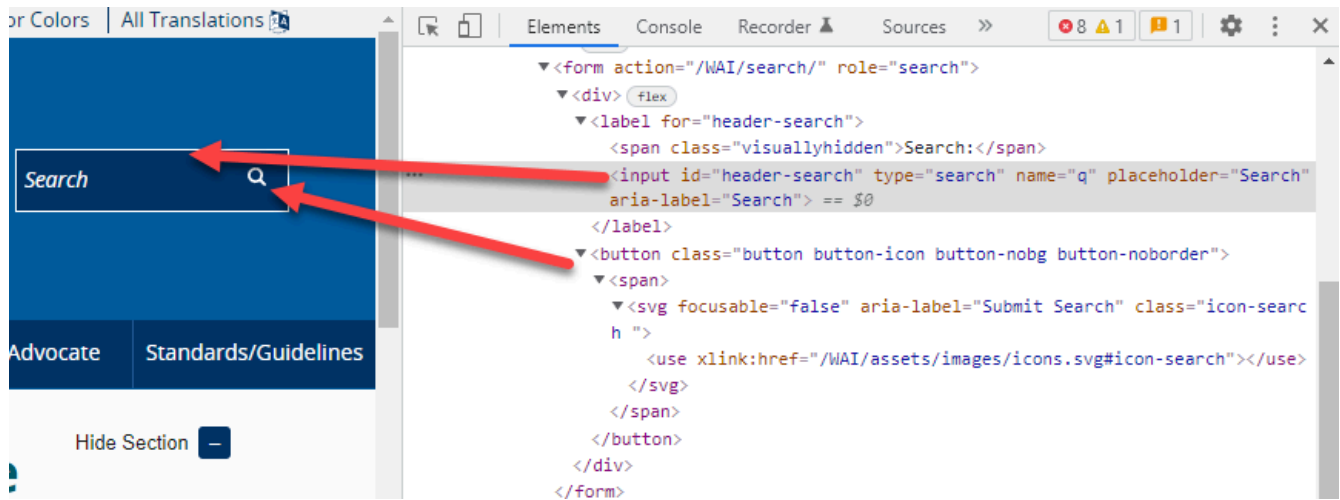 or Colors | All Translations
Search
Advocate
Standards/Guidelines
Hide Section –
e
Elements Console Recorder Sources » 8 1 1
▼<form action="/WAI/search/" role="search">
▼<div> flex
▼<label for="header-search">
<span class="visuallyhidden">Search:</span>
... <input id="header-search" type="search" name="q" placeholder="Search"
aria-label="Search"> == $0
</label>
▼<button class="button button-icon button-nobg button-noborder">
▼<span>
▼<svg focusable="false" aria-label="Submit Search" class="icon-searc
h ">
<use xlink:href="/WAI/assets/images/icons.svg#icon-search"></use>
</svg>
</span>
</button>
</div>
</form>